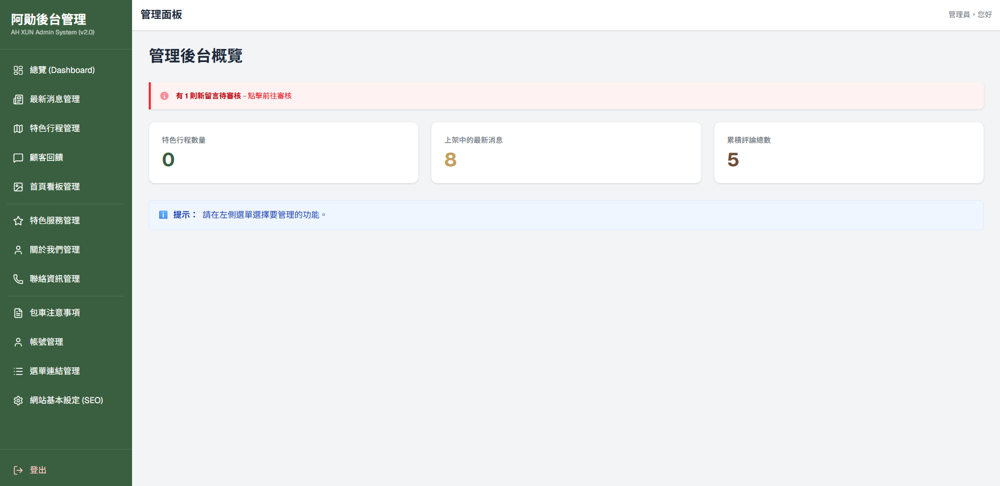 阿勛後台管理
AH XUN Admin System (v2.0)
總覽 (Dashboard)
最新消息管理
特色行程管理
顧客回饋
首頁看板管理
特色服務管理
關於我們管理
聯絡資訊管理
包車注意事項
帳號管理
選單連結管理
網站基本設定 (SEO)
登出
管理面板
管理員，您好
管理後台概覽
有 1 則新留言待審核 - 點擊前往審核
特色行程數量
0
上架中的最新消息
8
累積評論總數
5
提示： 請在左側選單選擇要管理的功能。